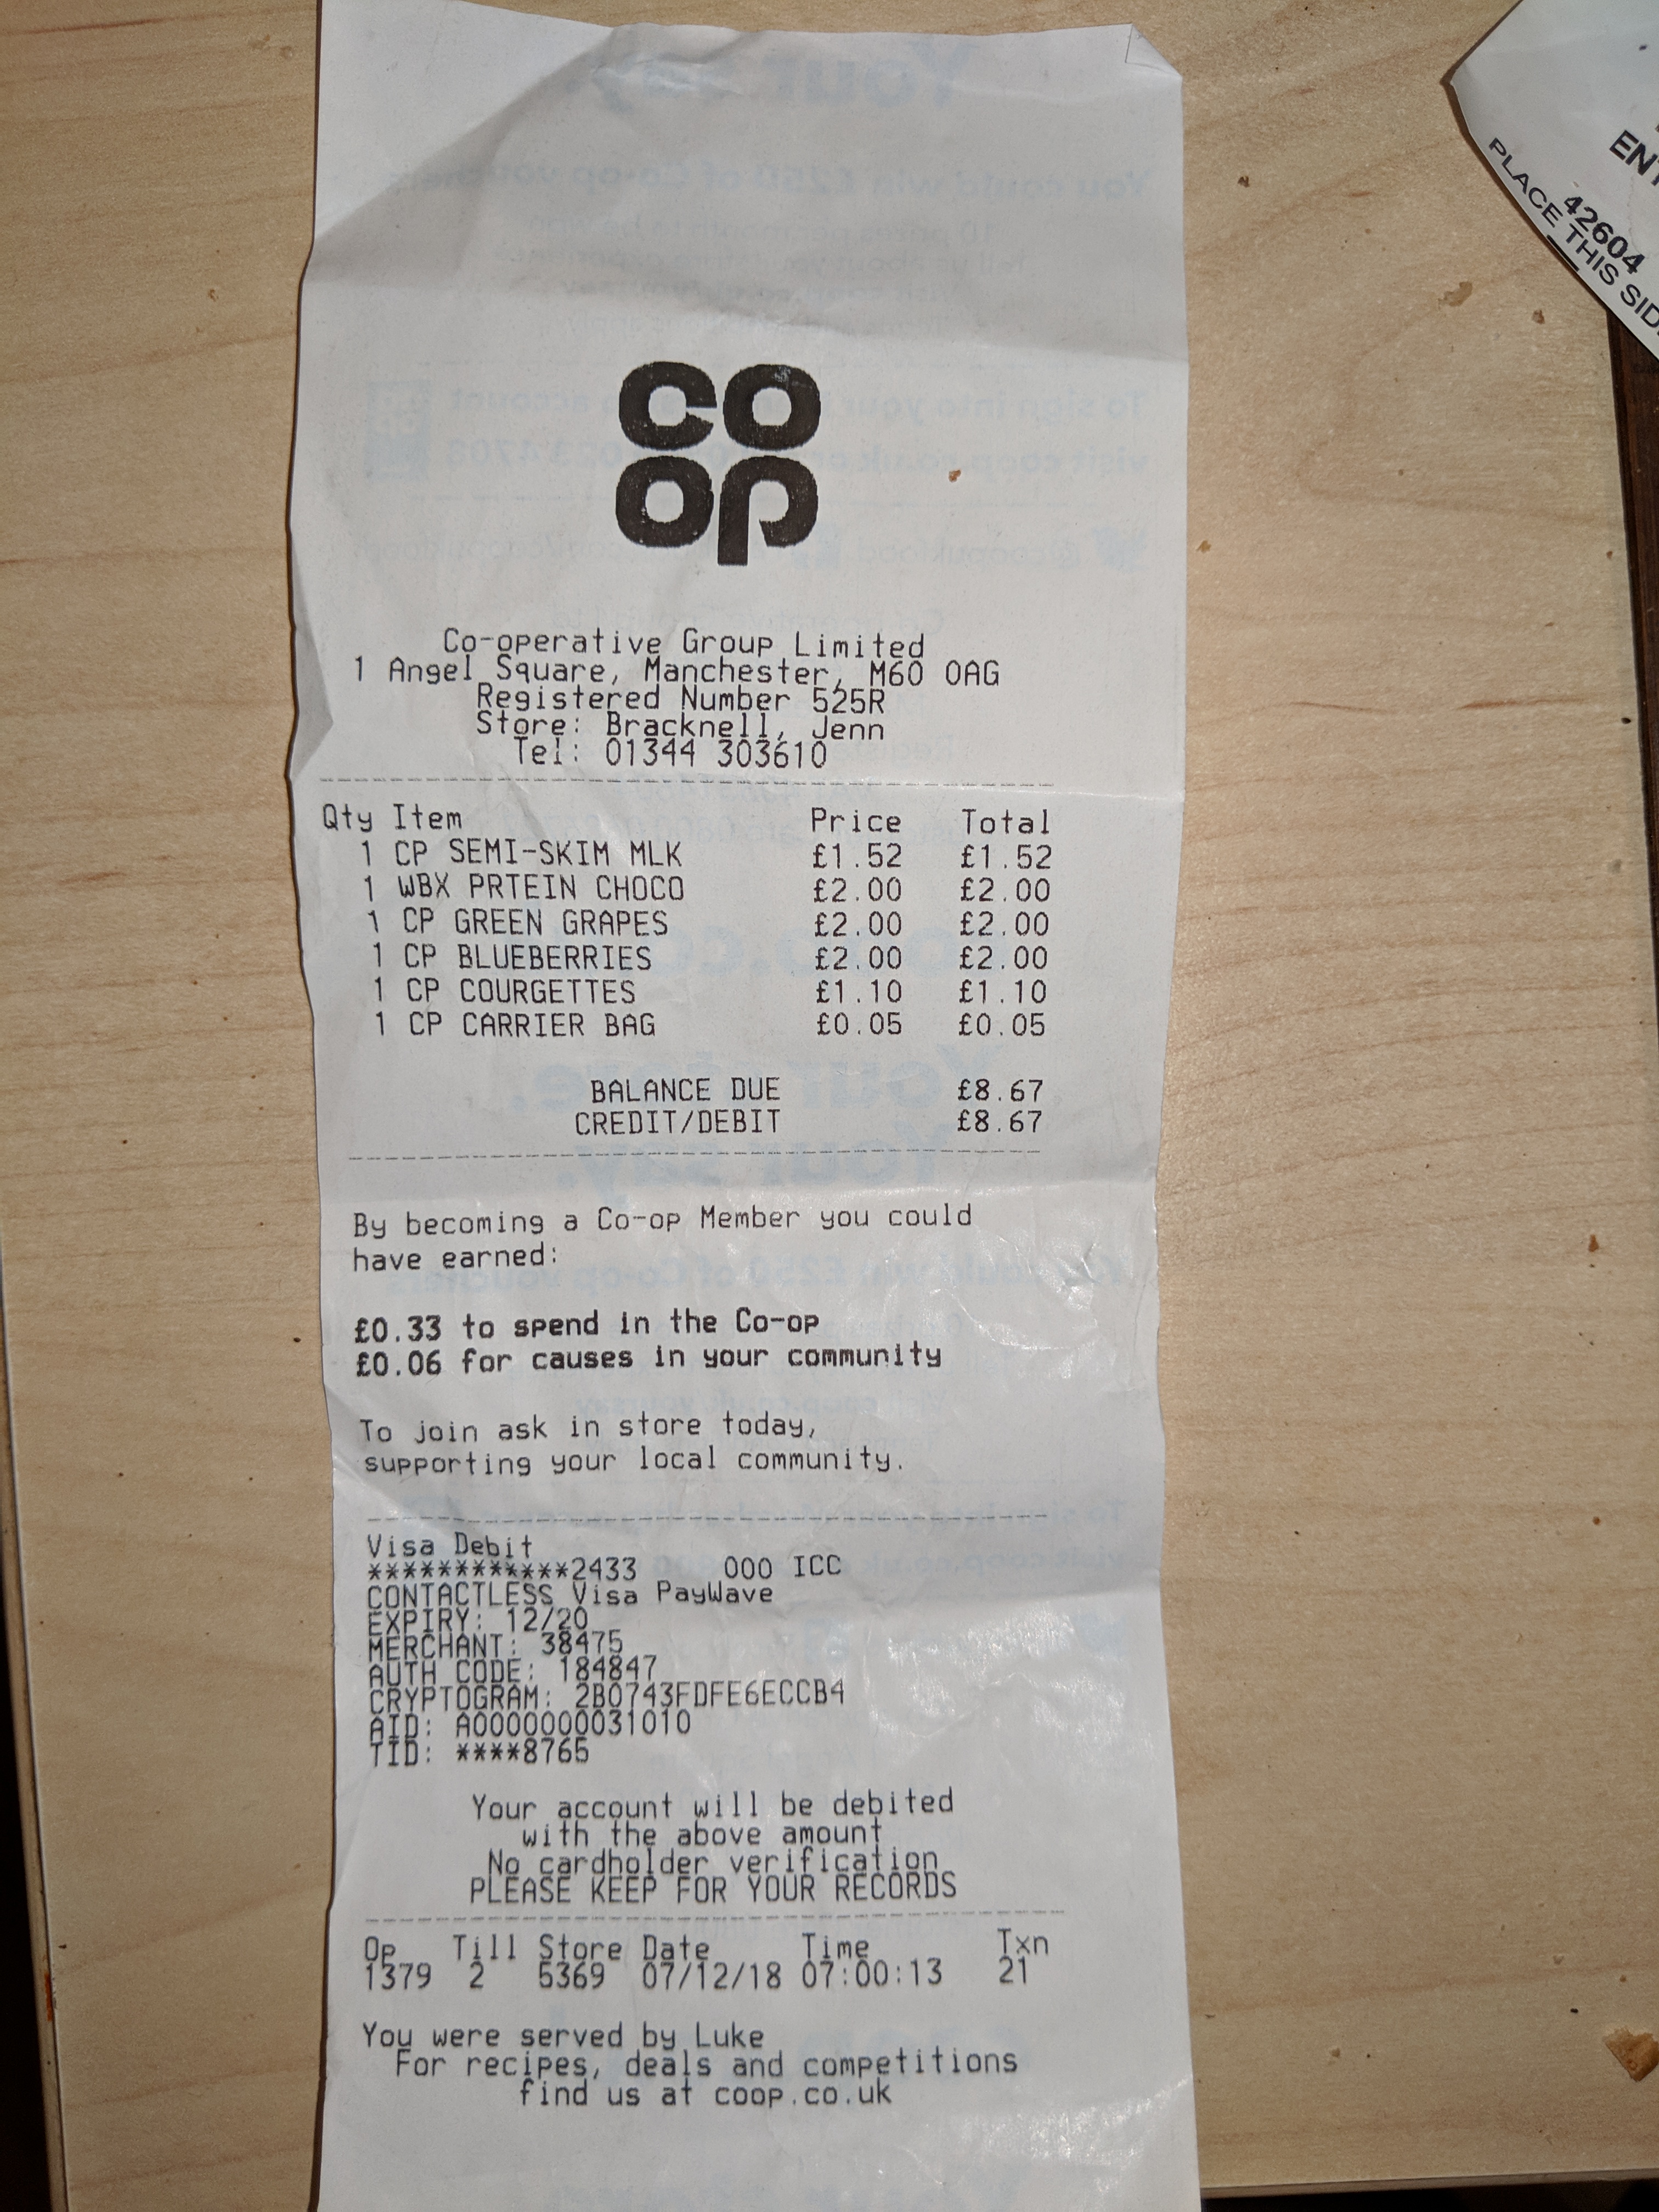 co
op
Co-operative Group Limited
1 Angel Square, Manchester, M60 0AG
Registered Number 525R
Store: Bracknell, Jenn
Tel: 01344 303610
Qty Item Price Total
1 CP SEMI-SKIM MLK £1.52 £1.52
1 WBX PRTEIN CHOCO £2.00 £2.00
1 CP GREEN GRAPES £2.00 £2.00
1 CP BLUEBERRIES £2.00 £2.00
1 CP COURGETTES £1.10 £1.10
1 CP CARRIER BAG £0.05 £0.05
BALANCE DUE £8.67
CREDIT/DEBIT £8.67
By becoming a Co-op Member you could
have earned:
£0.33 to spend in the Co-op
£0.06 for causes in your community
To join ask in store today,
supporting your local community.
Visa Debit
************2433 000 ICC
CONTACTLESS Visa PayWave
EXPIRY: 12/20
MERCHANT: 38475
AUTH CODE: 184847
CRYPTOGRAM: 2B0743FDFE6ECCB4
AID: A0000000031010
TID: ****8765
Your account will be debited
with the above amount
No cardholder verification
PLEASE KEEP FOR YOUR RECORDS
Op Till Store Date Time Txn
1379 2 5369 07/12/18 07:00:13 21
You were served by Luke
For recipes, deals and competitions
find us at coop.co.uk
42604
PLACE THIS SID